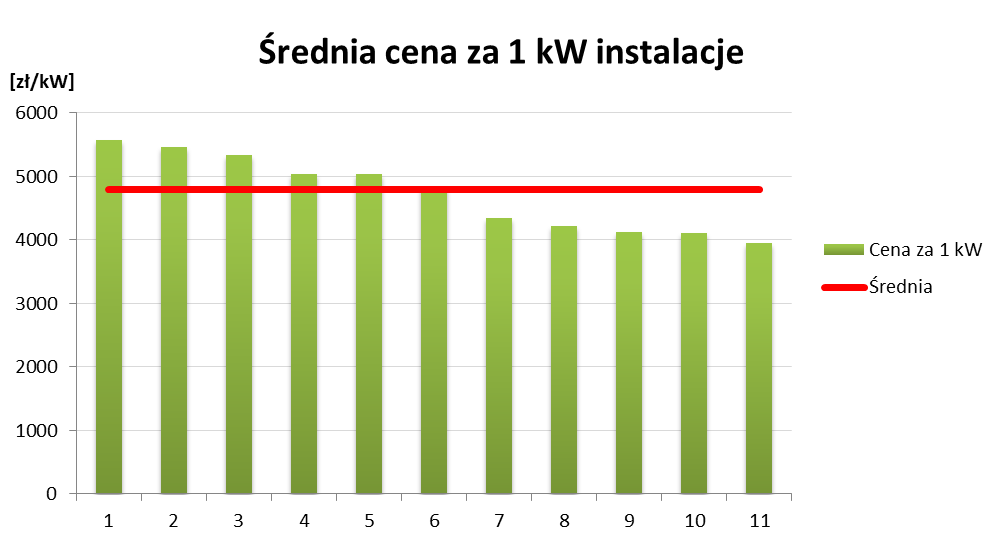 Średnia cena za 1 kW instalacje
[zł/kW]
6000
5000
4000
3000
2000
1000
0
1 2 3 4 5 6 7 8 9 10 11
Cena za 1 kW
Średnia